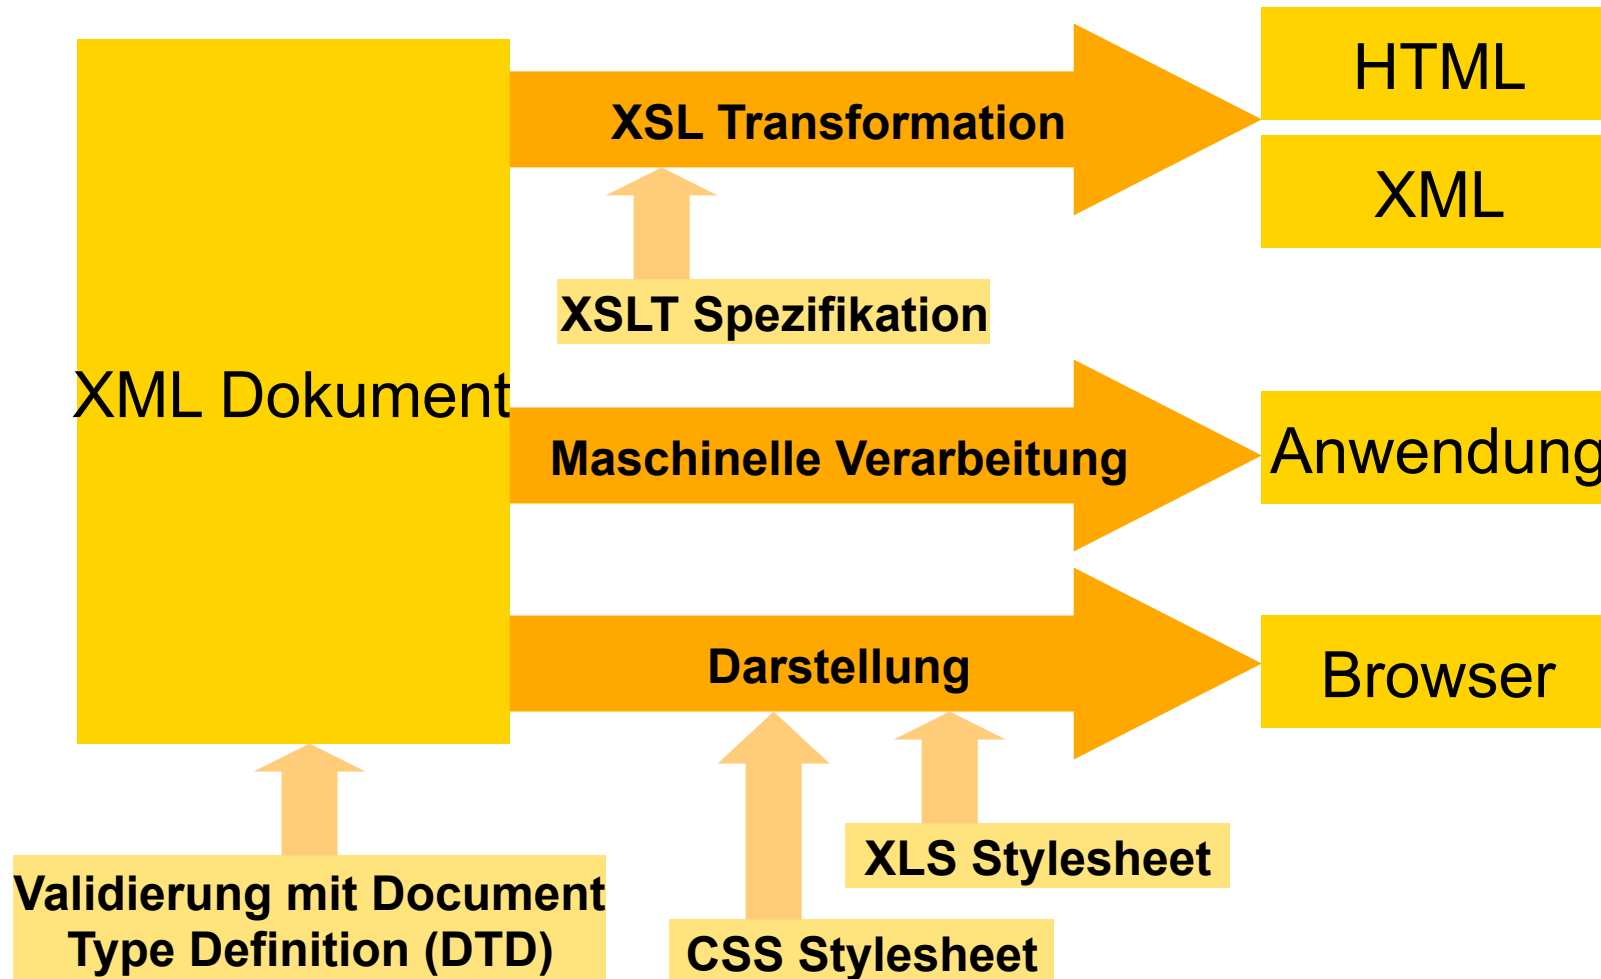 HTML
XSL Transformation
XML
XSLT Spezifikation
XML Dokument
Maschinelle Verarbeitung
Anwendung
Darstellung
Browser
XLS Stylesheet
Validierung mit Document
Type Definition (DTD)
CSS Stylesheet